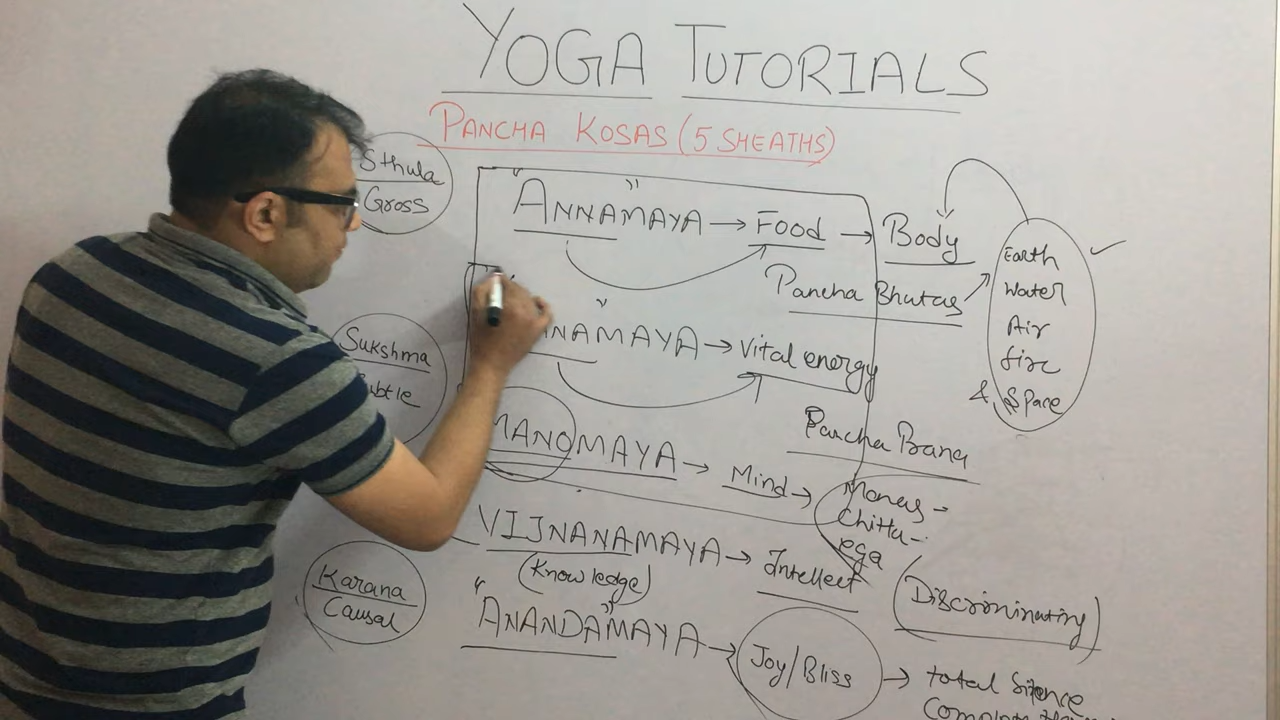 YOGA TUTORIALS
PANCHA KOSAS (5 SHEATHS)
Sthula
Gross
"ANNAMAYA" → Food → Body
Pancha Bhutas
Earth
Water
Air
fire
& Space
Sukshma
NAMAYA → Vital energy
Pancha Prana
MANOMAYA → Mind → Manas -
Chitta -
ega
VIJNANAMAYA → Intellect
(Knowledge)
(Discriminating)
Karana
Causal
"ANANDAMAYA" → Joy/Bliss → total Silence